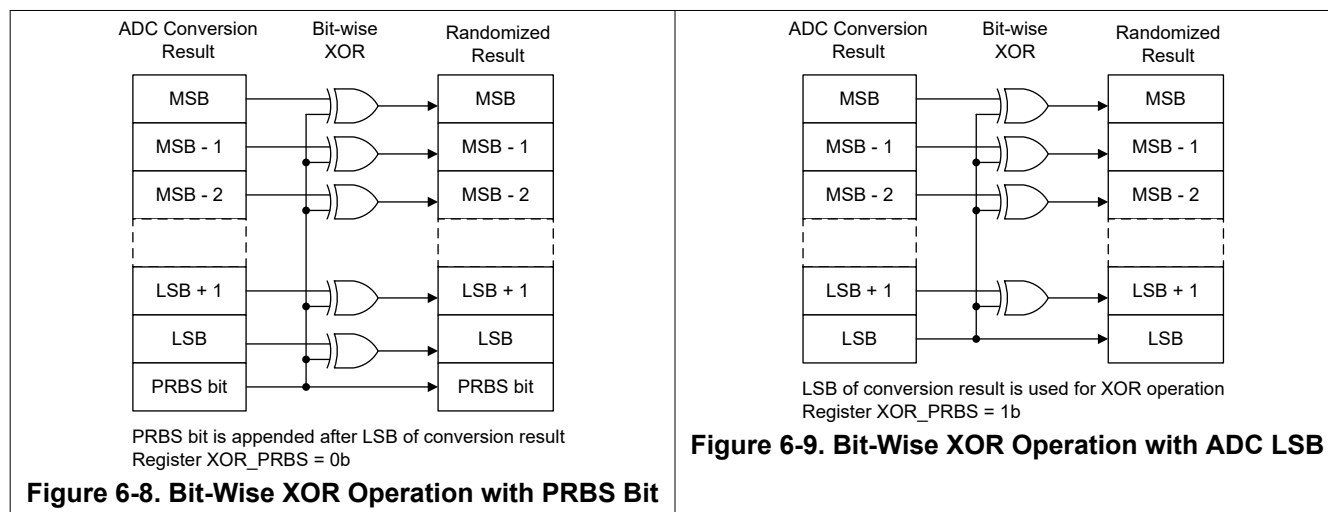 ADC Conversion Result
Bit-wise XOR
Randomized Result
MSB
MSB
MSB - 1
MSB - 1
MSB - 2
MSB - 2
LSB + 1
LSB + 1
LSB
LSB
PRBS bit
PRBS bit
PRBS bit is appended after LSB of conversion result
Register XOR_PRBS = 0b
Figure 6-8. Bit-Wise XOR Operation with PRBS Bit
ADC Conversion Result
Bit-wise XOR
Randomized Result
MSB
MSB
MSB - 1
MSB - 1
MSB - 2
MSB - 2
LSB + 1
LSB + 1
LSB
LSB
LSB of conversion result is used for XOR operation
Register XOR_PRBS = 1b
Figure 6-9. Bit-Wise XOR Operation with ADC LSB